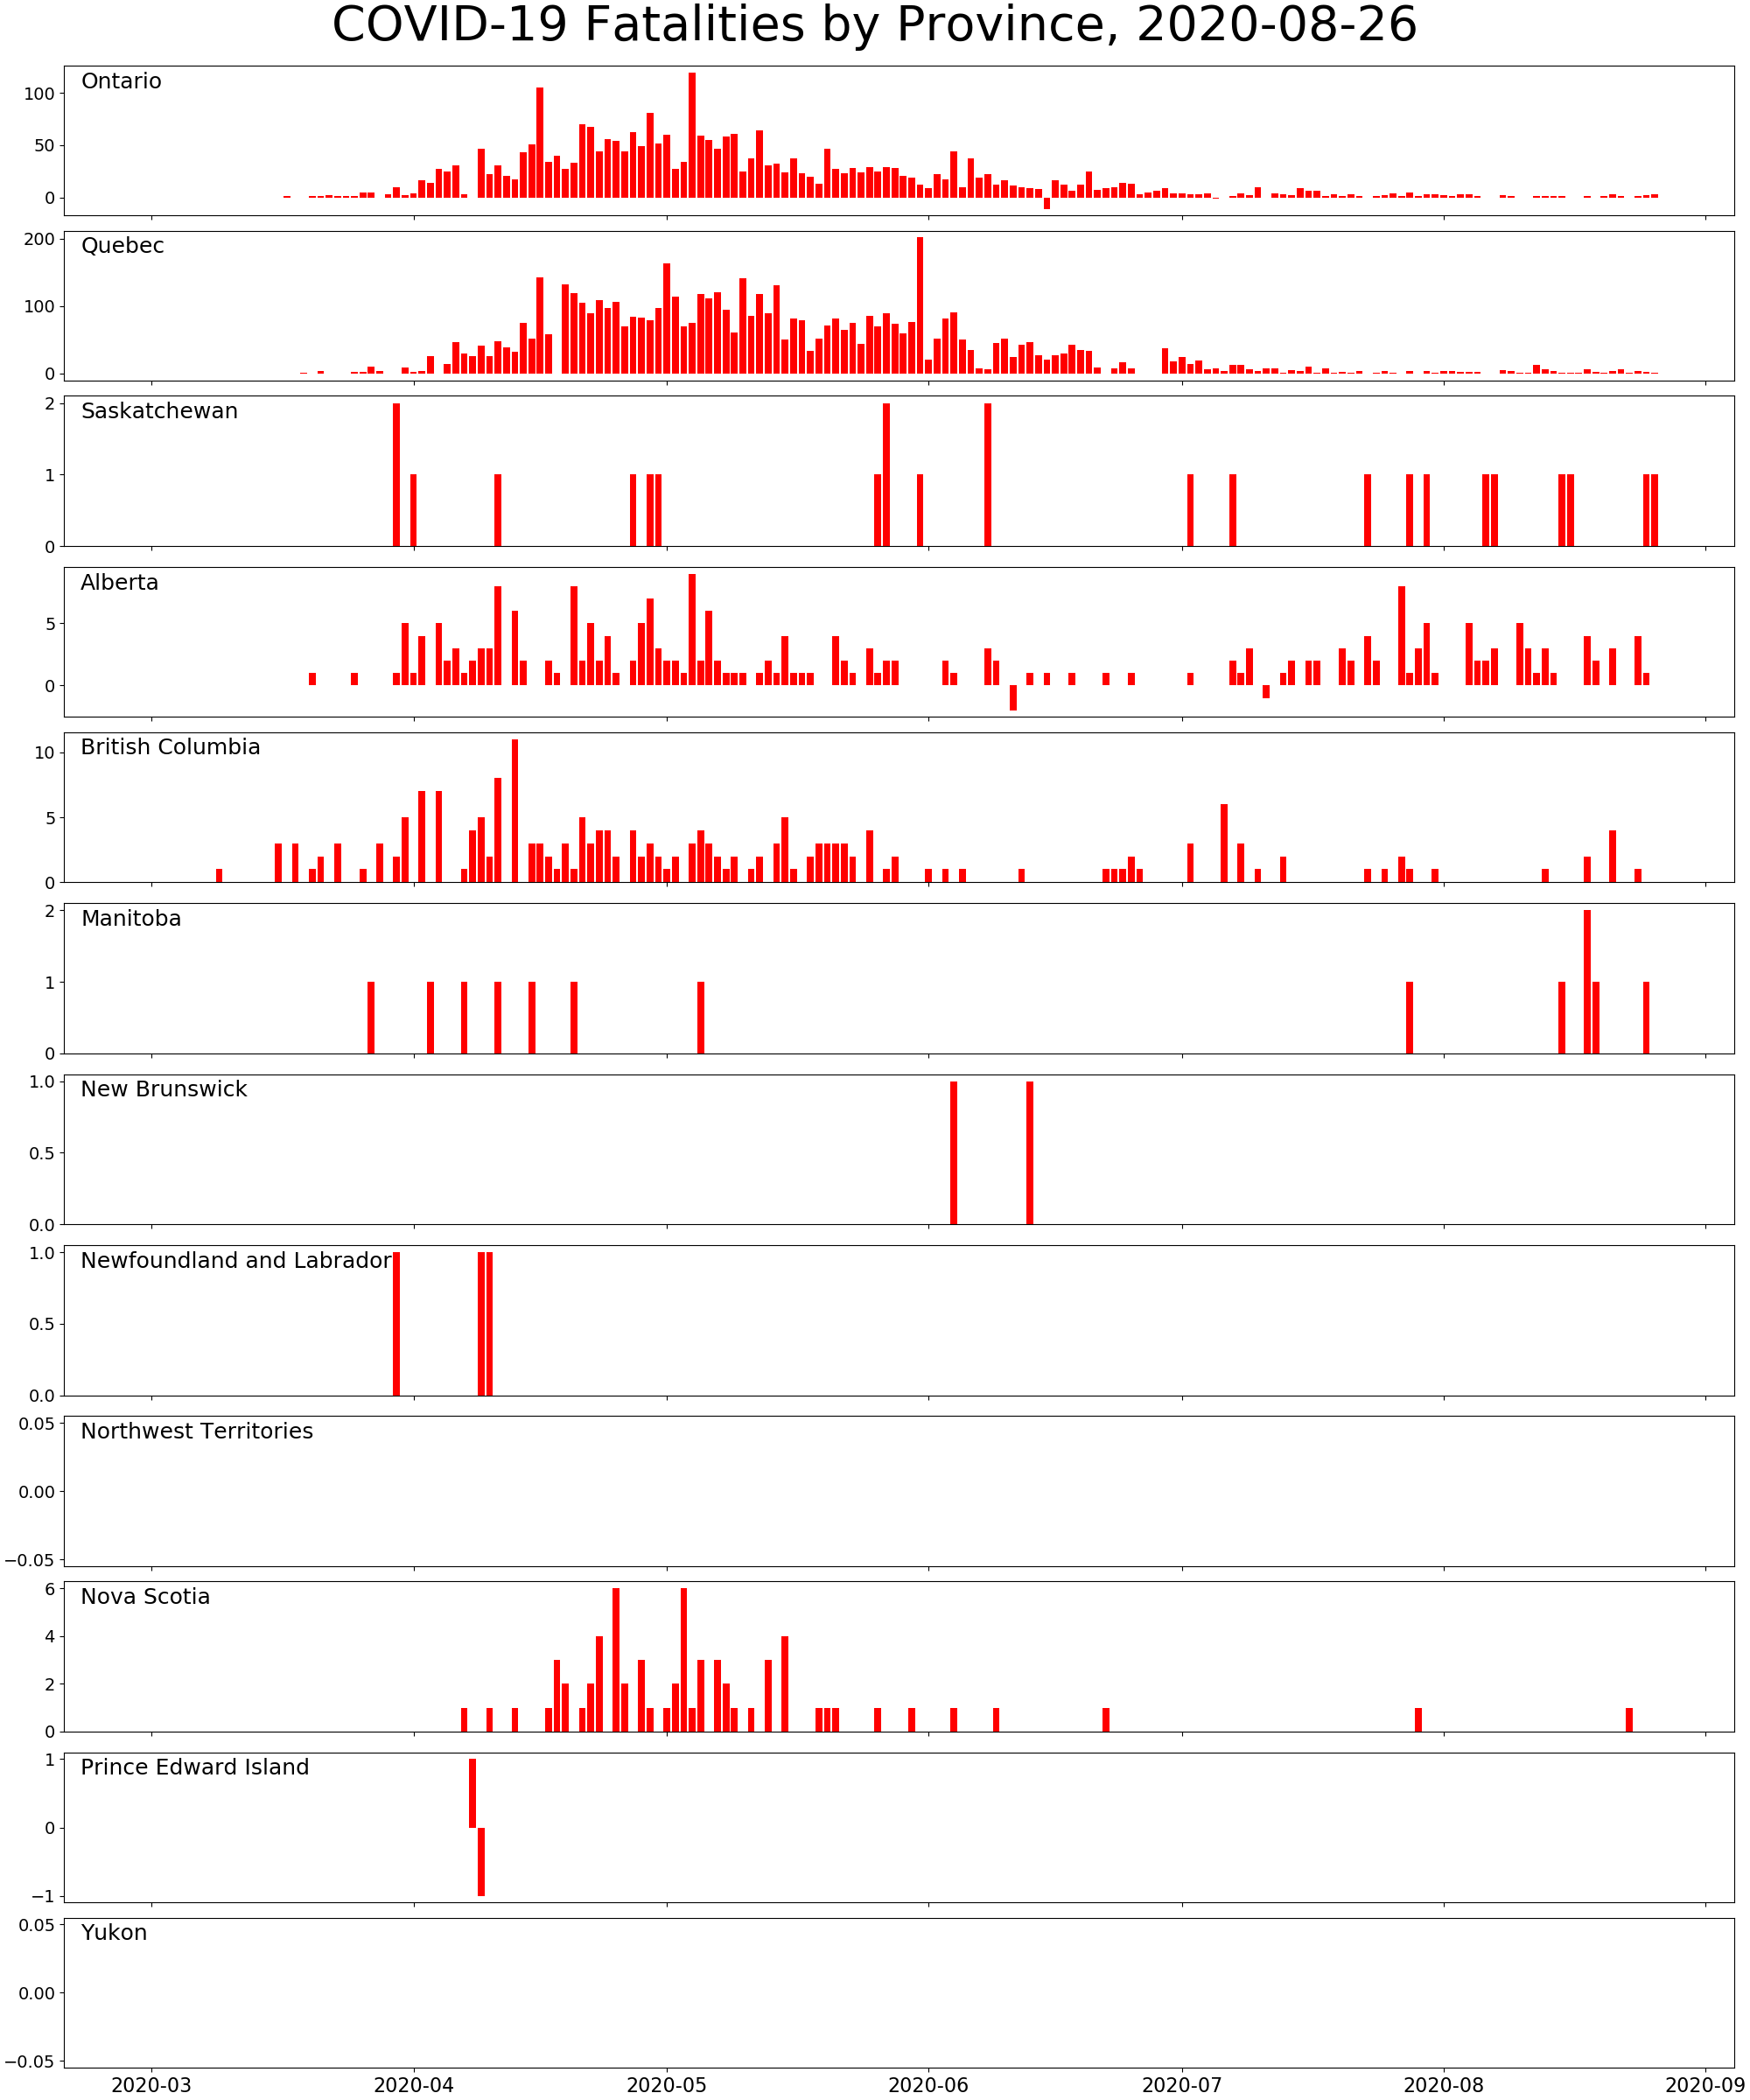 COVID-19 Fatalities by Province, 2020-08-26
Ontario
100
50
0
Quebec
200
100
0
Saskatchewan
2
1
0
Alberta
5
0
British Columbia
10
5
0
Manitoba
2
1
0
New Brunswick
1.0
0.5
0.0
Newfoundland and Labrador
1.0
0.5
0.0
Northwest Territories
0.05
0.00
−0.05
Nova Scotia
6
4
2
0
Prince Edward Island
1
0
−1
Yukon
0.05
0.00
−0.05
2020-03 2020-04 2020-05 2020-06 2020-07 2020-08 2020-09